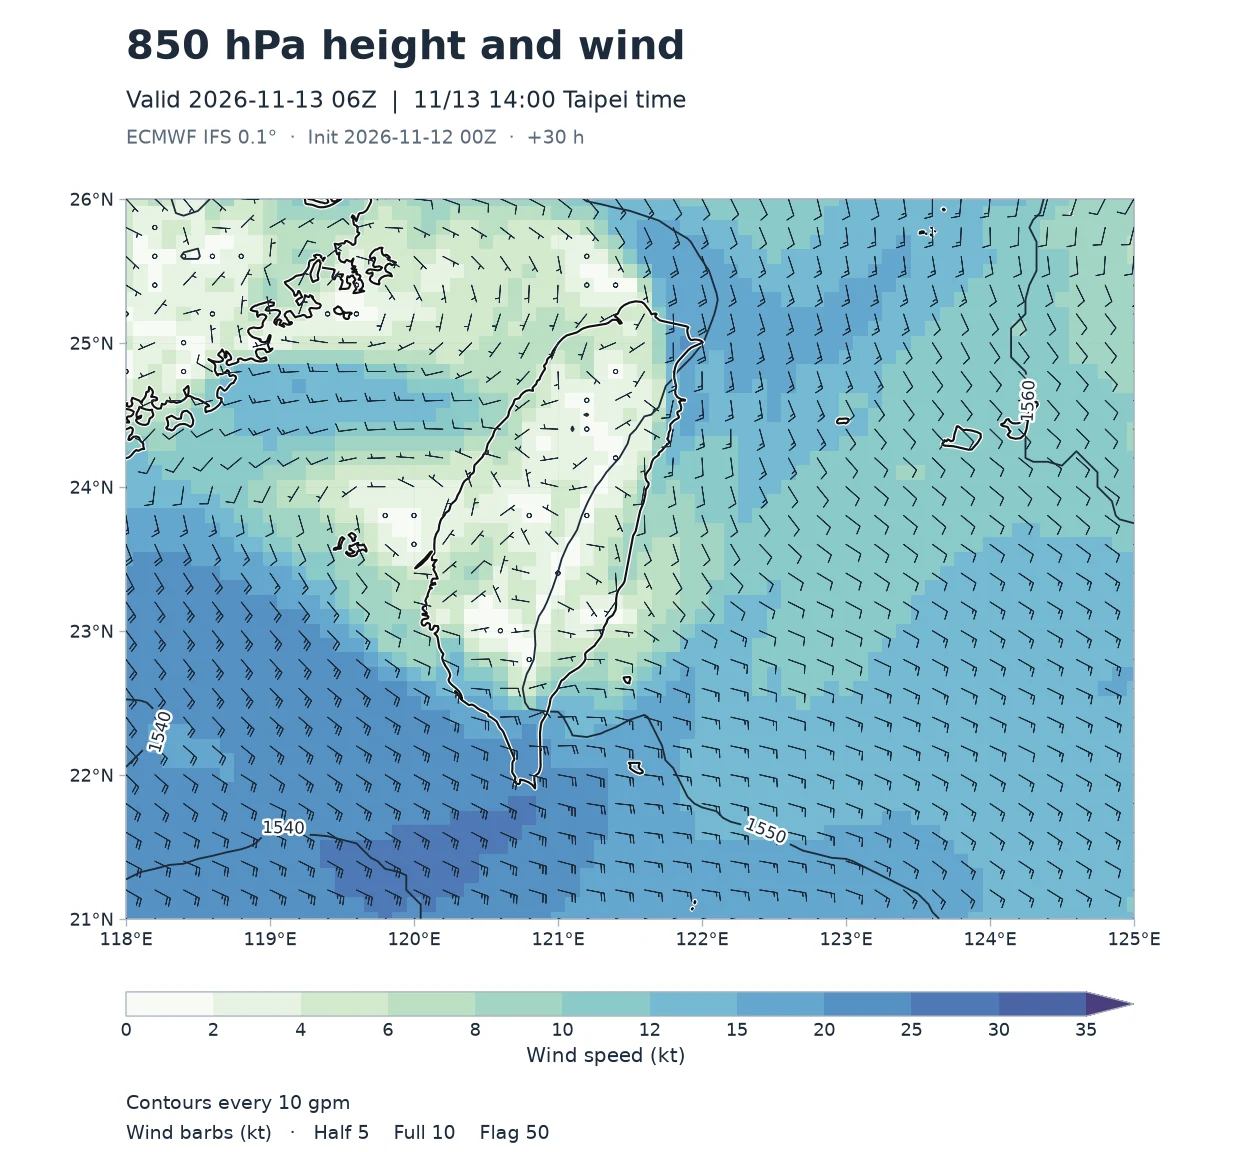 850 hPa height and wind
Valid 2026-11-13 06Z | 11/13 14:00 Taipei time
ECMWF IFS 0.1° · Init 2026-11-12 00Z · +30 h
26°N
25°N
1560
24°N
23°N
1540
22°N
1540
1550
21°N
118°E 119°E 120°E 121°E 122°E 123°E 124°E 125°E
0 2 4 6 8 10 12 15 20 25 30 35
Wind speed (kt)
Contours every 10 gpm
Wind barbs (kt) · Half 5 Full 10 Flag 50